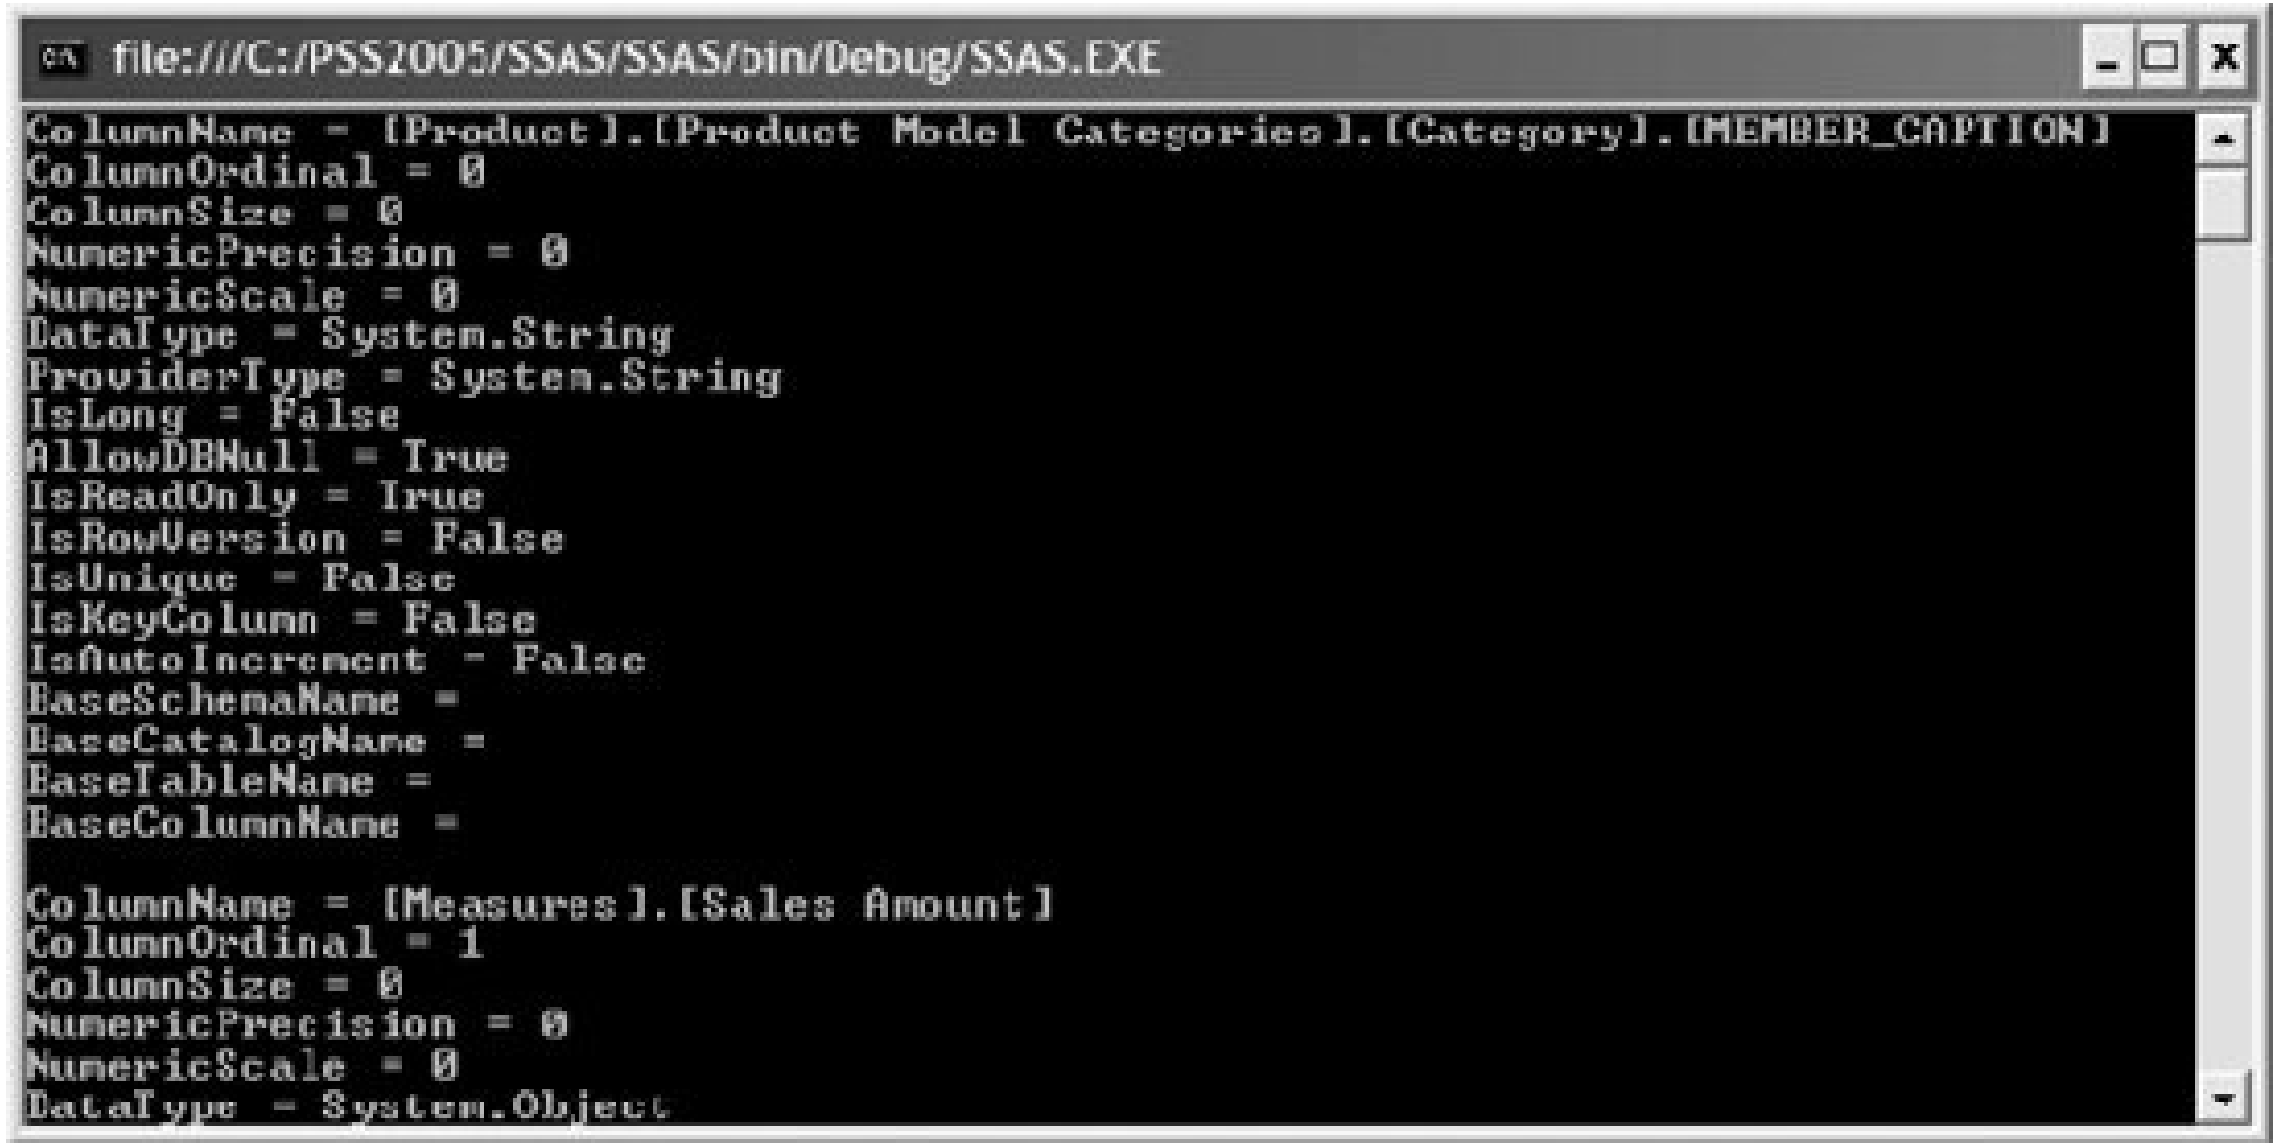 file:///C:/PSS2005/SSAS/SSAS/bin/Debug/SSAS.EXE
ColumnName = [Product].[Product Model Categories].[Category].[MEMBER_CAPTION]
ColumnOrdinal = 0
ColumnSize = 0
NumericPrecision = 0
NumericScale = 0
DataType = System.String
ProviderType = System.String
IsLong = False
AllowDBNull = True
IsReadOnly = True
IsRowVersion = False
IsUnique = False
IsKeyColumn = False
IsAutoIncrement = False
BaseSchemaName =
BaseCatalogName =
BaseTableName =
BaseColumnName =
ColumnName = [Measures].[Sales Amount]
ColumnOrdinal = 1
ColumnSize = 0
NumericPrecision = 0
NumericScale = 0
DataType = System.Object